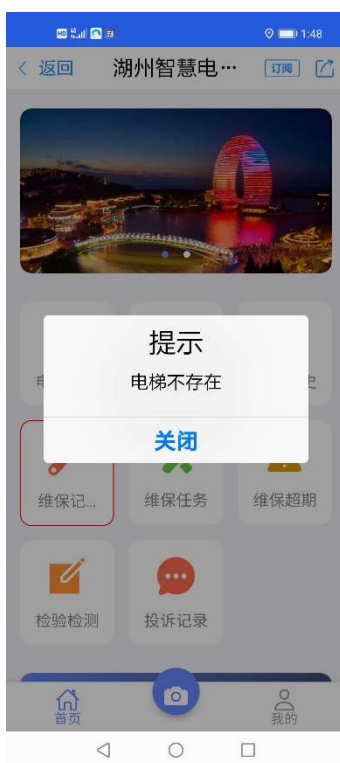 1:48
返回
湖州智慧电…
订阅
提示
电梯不存在
关闭
维保记...
维保任务
维保超期
检验检测
投诉记录
首页
我的